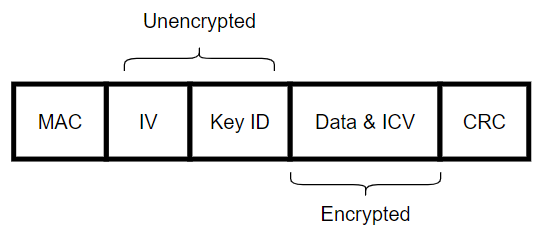 Unencrypted
MAC IV Key ID Data & ICV CRC
Encrypted